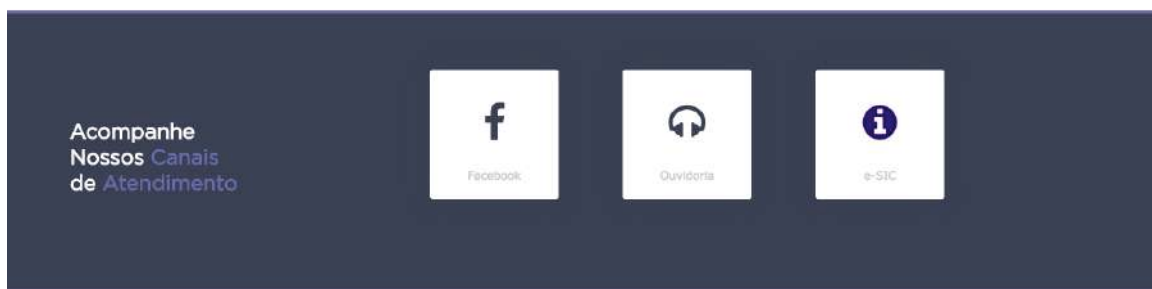 Acompanhe
Nossos Canais
de Atendimento
Facebook
Ouvidoria
e-SIC